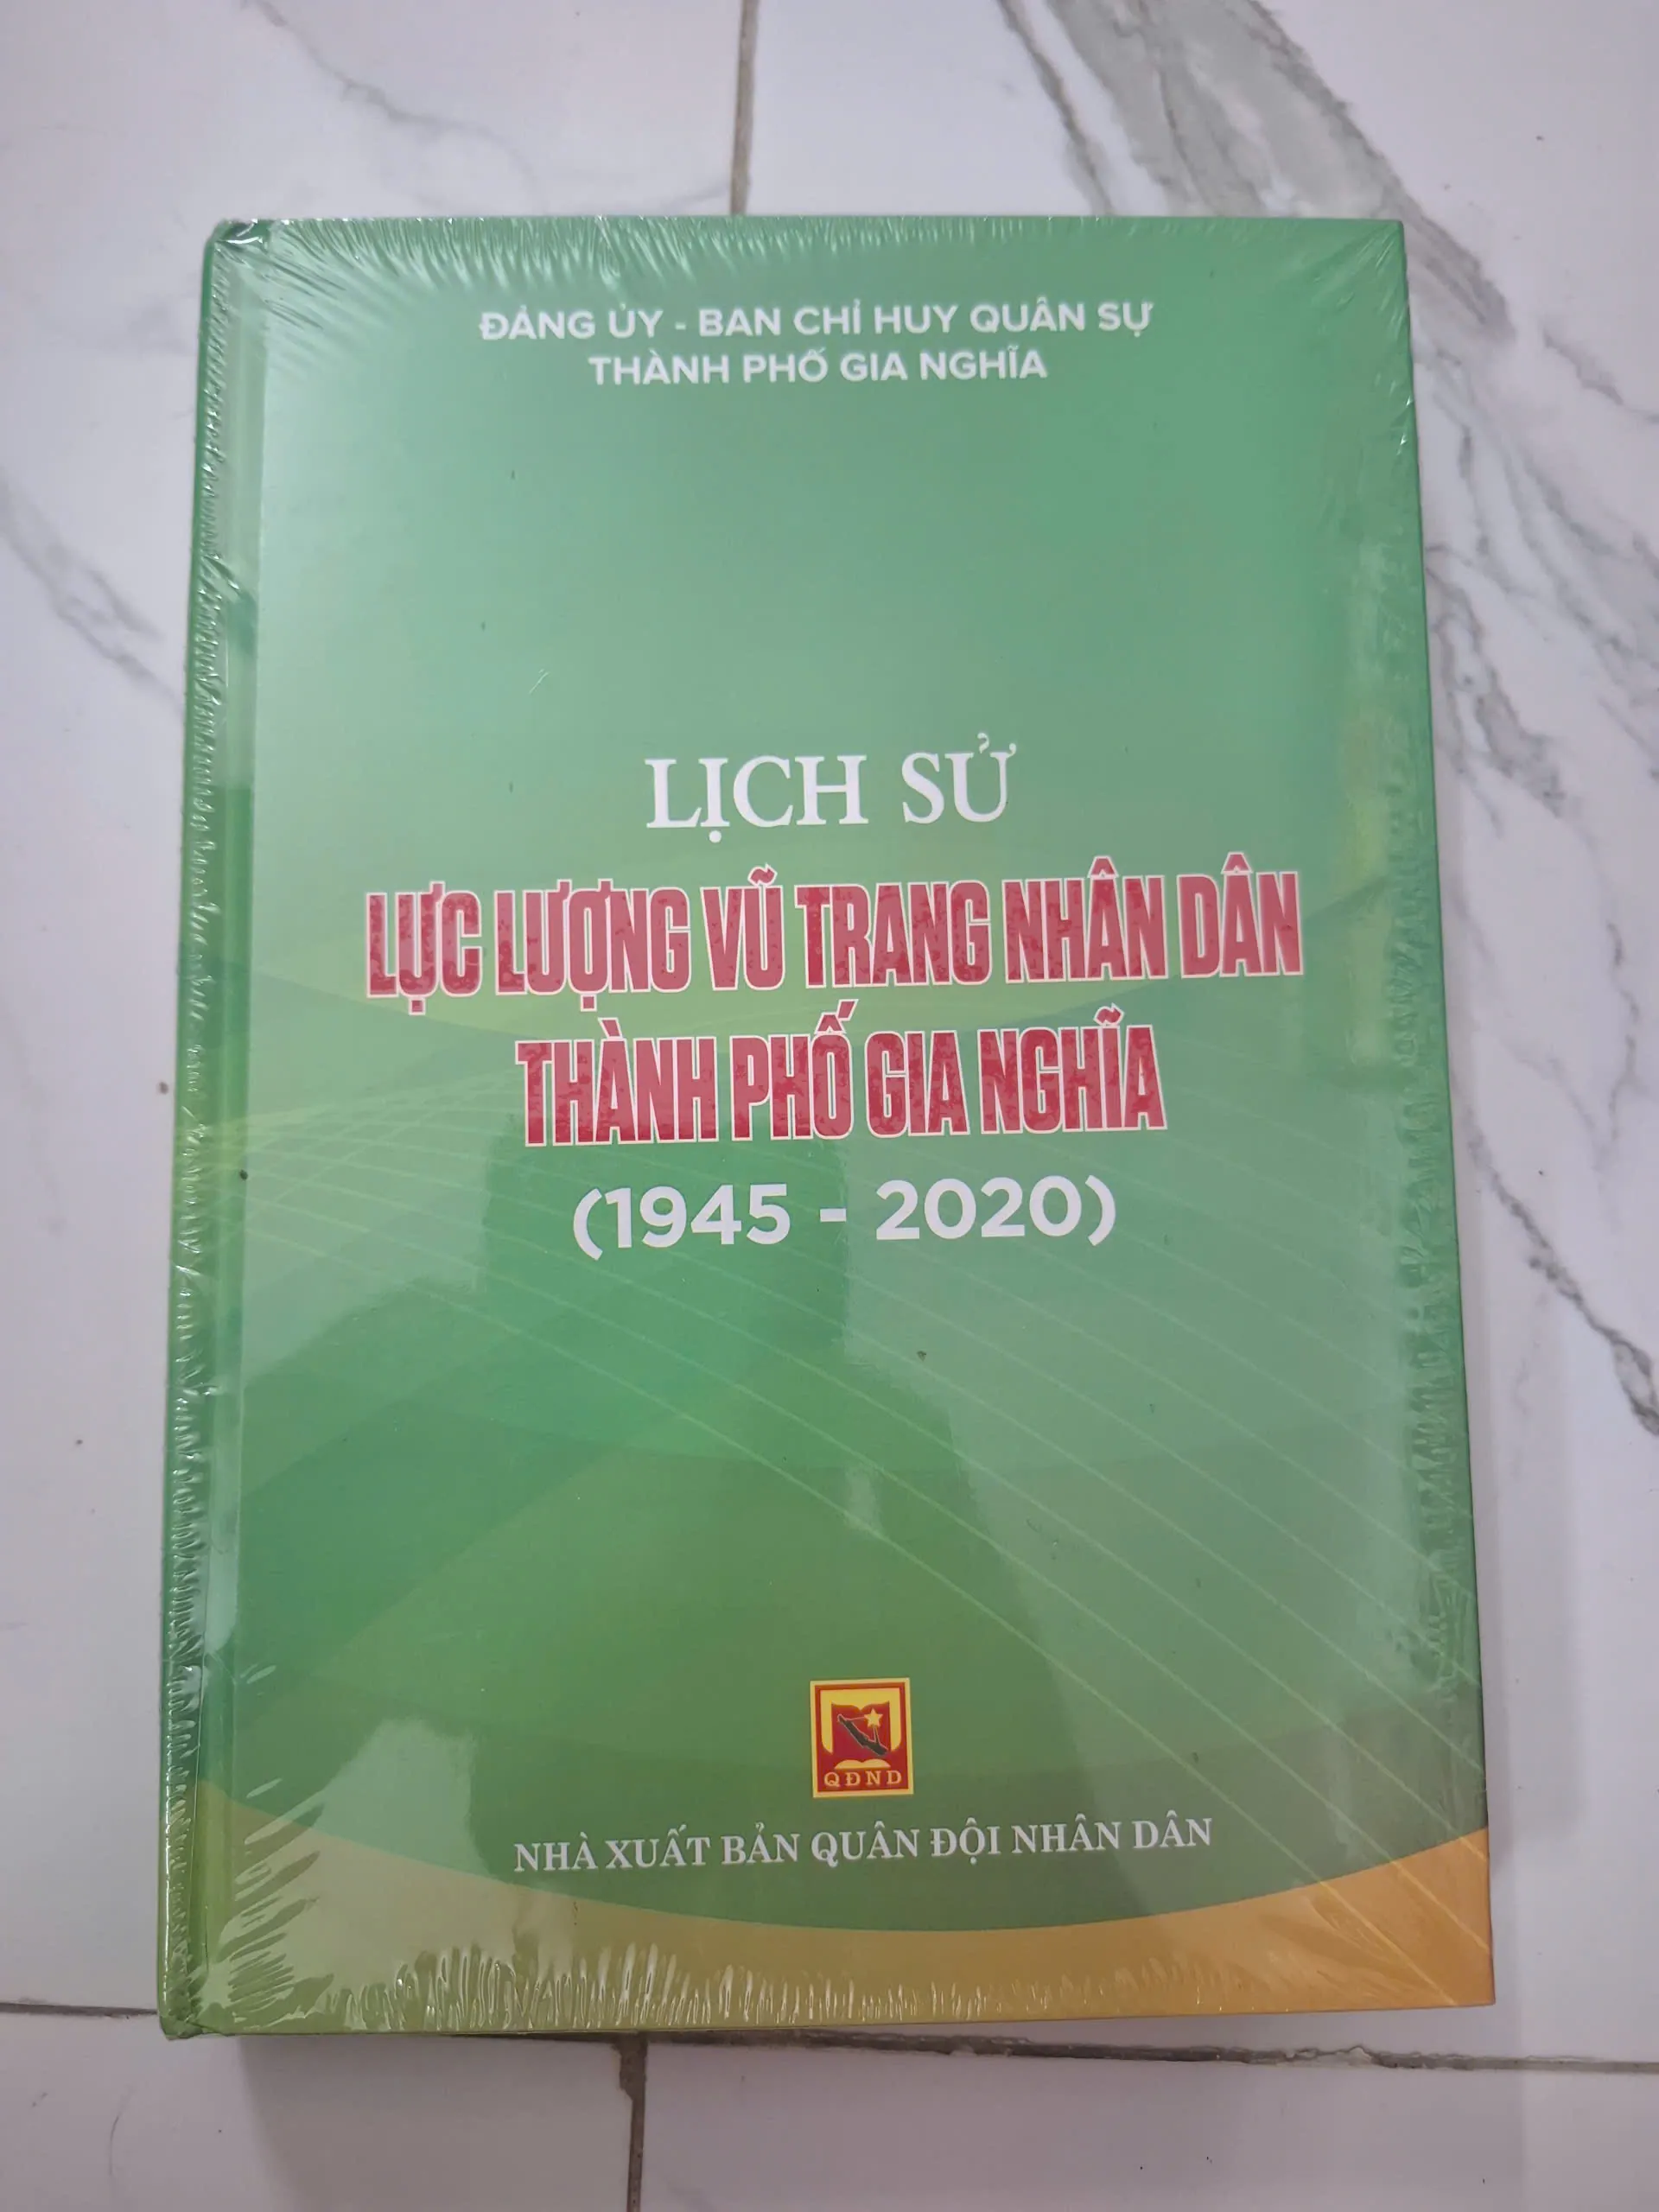 ĐẢNG ỦY - BAN CHỈ HUY QUÂN SỰ
THÀNH PHỐ GIA NGHĨA
LỊCH SỬ
LỰC LƯỢNG VŨ TRANG NHÂN DÂN
THÀNH PHỐ GIA NGHĨA
(1945 - 2020)
QĐND
NHÀ XUẤT BẢN QUÂN ĐỘI NHÂN DÂN